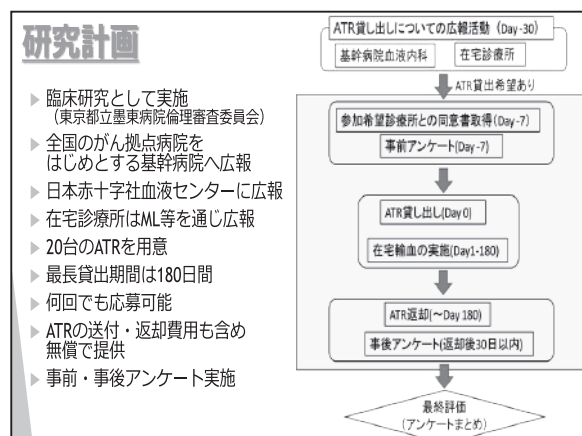 研究計画
▶ 臨床研究として実施
（東京都立墨東病院倫理審査委員会）
▶ 全国のがん拠点病院を
はじめとする基幹病院へ広報
▶ 日本赤十字社血液センターに広報
▶ 在宅診療所はML等を通じ広報
▶ 20台のATRを用意
▶ 最長貸出期間は180日間
▶ 何回でも応募可能
▶ ATRの送付・返却費用も含め
無償で提供
▶ 事前・事後アンケート実施
ATR貸し出しについての広報活動（Day-30）
基幹病院血液内科 在宅診療所
ATR貸出希望あり
参加希望診療所との同意書取得(Day-7)
事前アンケート(Day-7)
ATR貸し出し(Day0)
在宅輸血の実施(Day1-180)
ATR返却(～Day180)
事後アンケート(返却後30日以内)
最終評価
(アンケートまとめ)